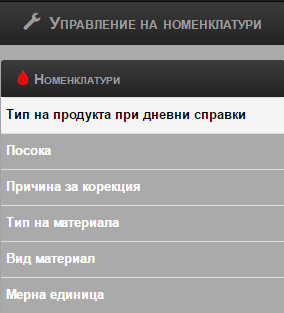 Управление на номенклатури
Номенклатури
Тип на продукта при дневни справки
Посока
Причина за корекция
Тип на материала
Вид материал
Мерна единица